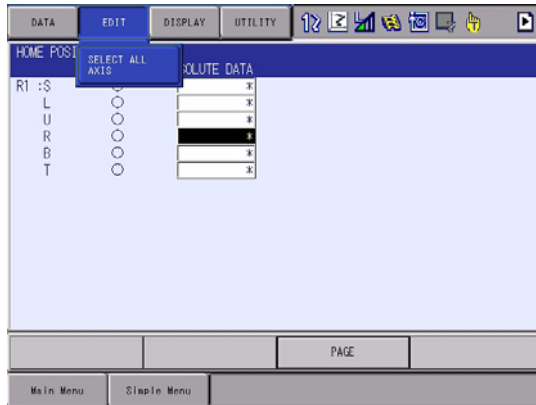 DATA EDIT DISPLAY UTILITY
HOME POSI
SELECT ALL
AXIS
OLUTE DATA
R1 :S *
L *
U *
R *
B *
T *
PAGE
Main Menu Simple Menu